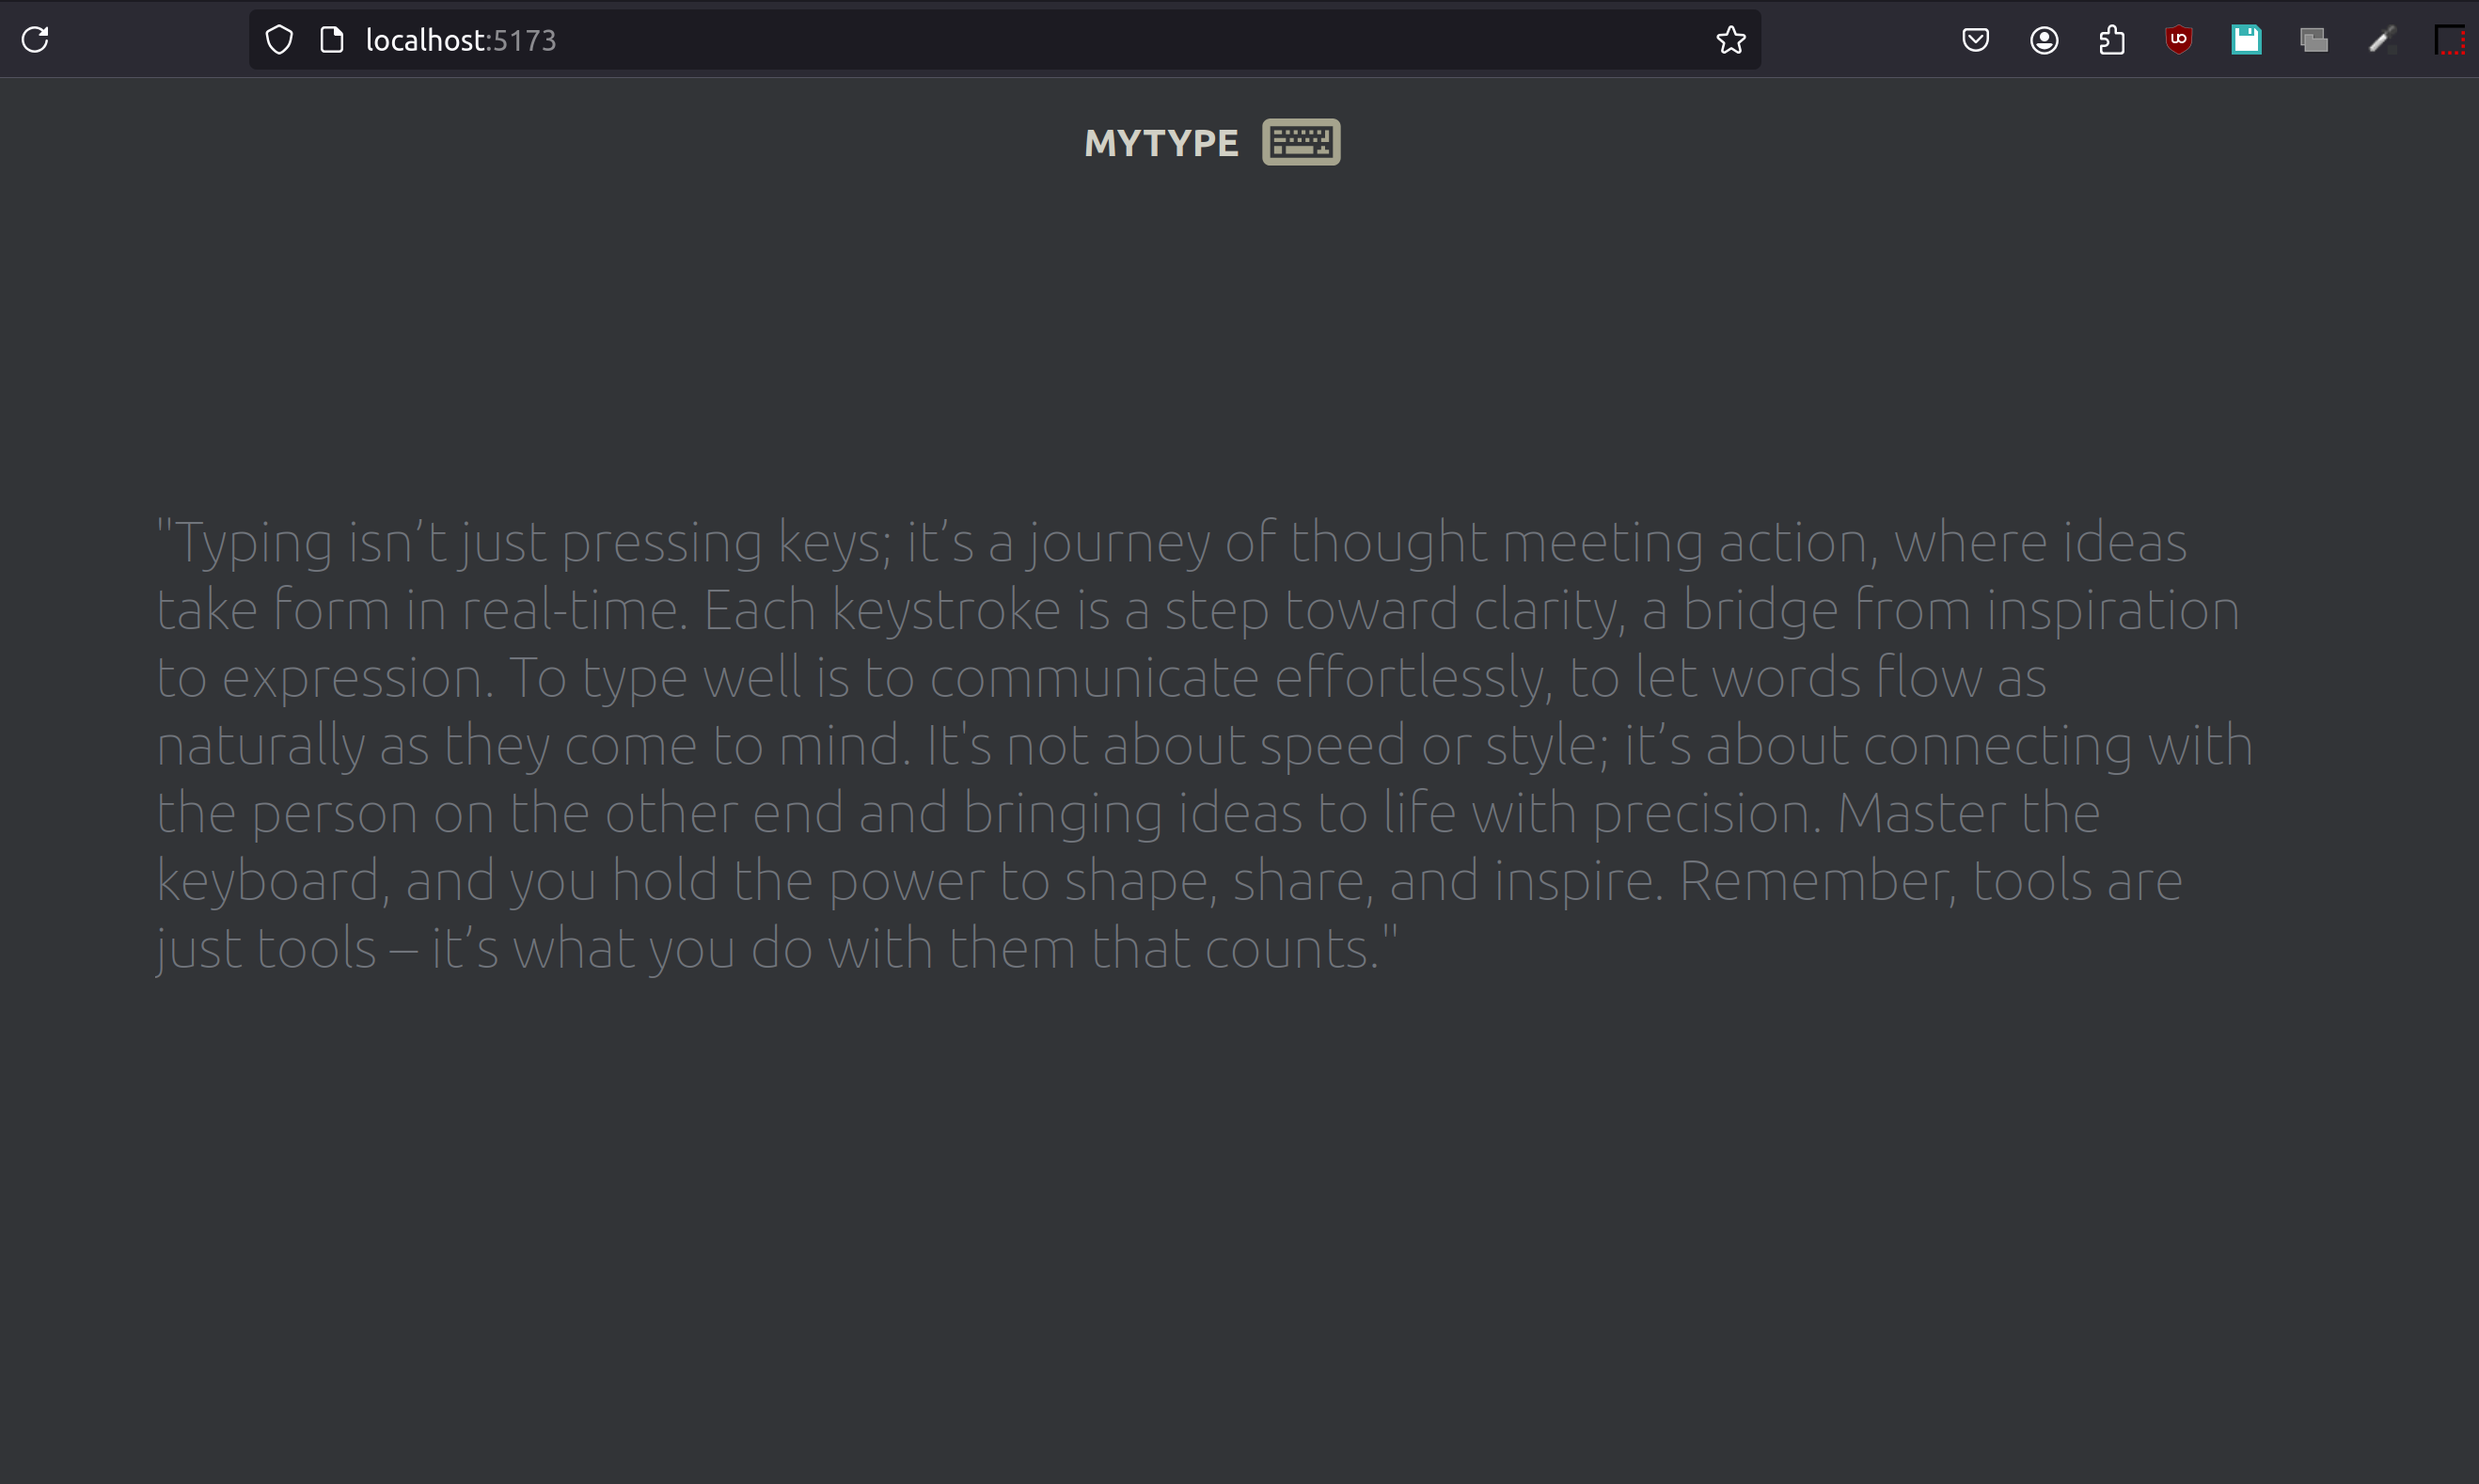 localhost:5173
MYTYPE
"Typing isn’t just pressing keys; it’s a journey of thought meeting action, where ideas
take form in real-time. Each keystroke is a step toward clarity, a bridge from inspiration
to expression. To type well is to communicate effortlessly, to let words flow as
naturally as they come to mind. It's not about speed or style; it’s about connecting with
the person on the other end and bringing ideas to life with precision. Master the
keyboard, and you hold the power to shape, share, and inspire. Remember, tools are
just tools – it’s what you do with them that counts."